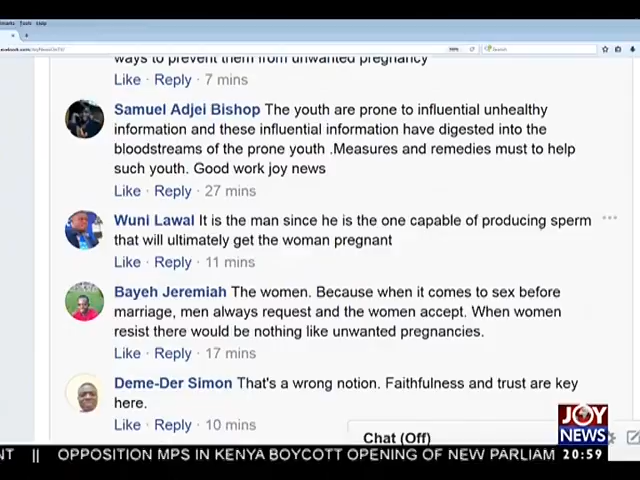 Tools Help
ways to prevent them from unwanted pregnancy
Like · Reply · 7 mins
Samuel Adjei Bishop The youth are prone to influential unhealthy
information and these influential information have digested into the
bloodstreams of the prone youth .Measures and remedies must to help
such youth. Good work joy news
Like · Reply · 27 mins
Wuni Lawal It is the man since he is the one capable of producing sperm
that will ultimately get the woman pregnant
Like · Reply · 11 mins
Bayeh Jeremiah The women. Because when it comes to sex before
marriage, men always request and the women accept. When women
resist there would be nothing like unwanted pregnancies.
Like · Reply · 17 mins
Deme-Der Simon That's a wrong notion. Faithfulness and trust are key
here.
Like · Reply · 10 mins
Chat (Off)
JOY
NEWS
NT || OPPOSITION MPS IN KENYA BOYCOTT OPENING OF NEW PARLIAM 20:59